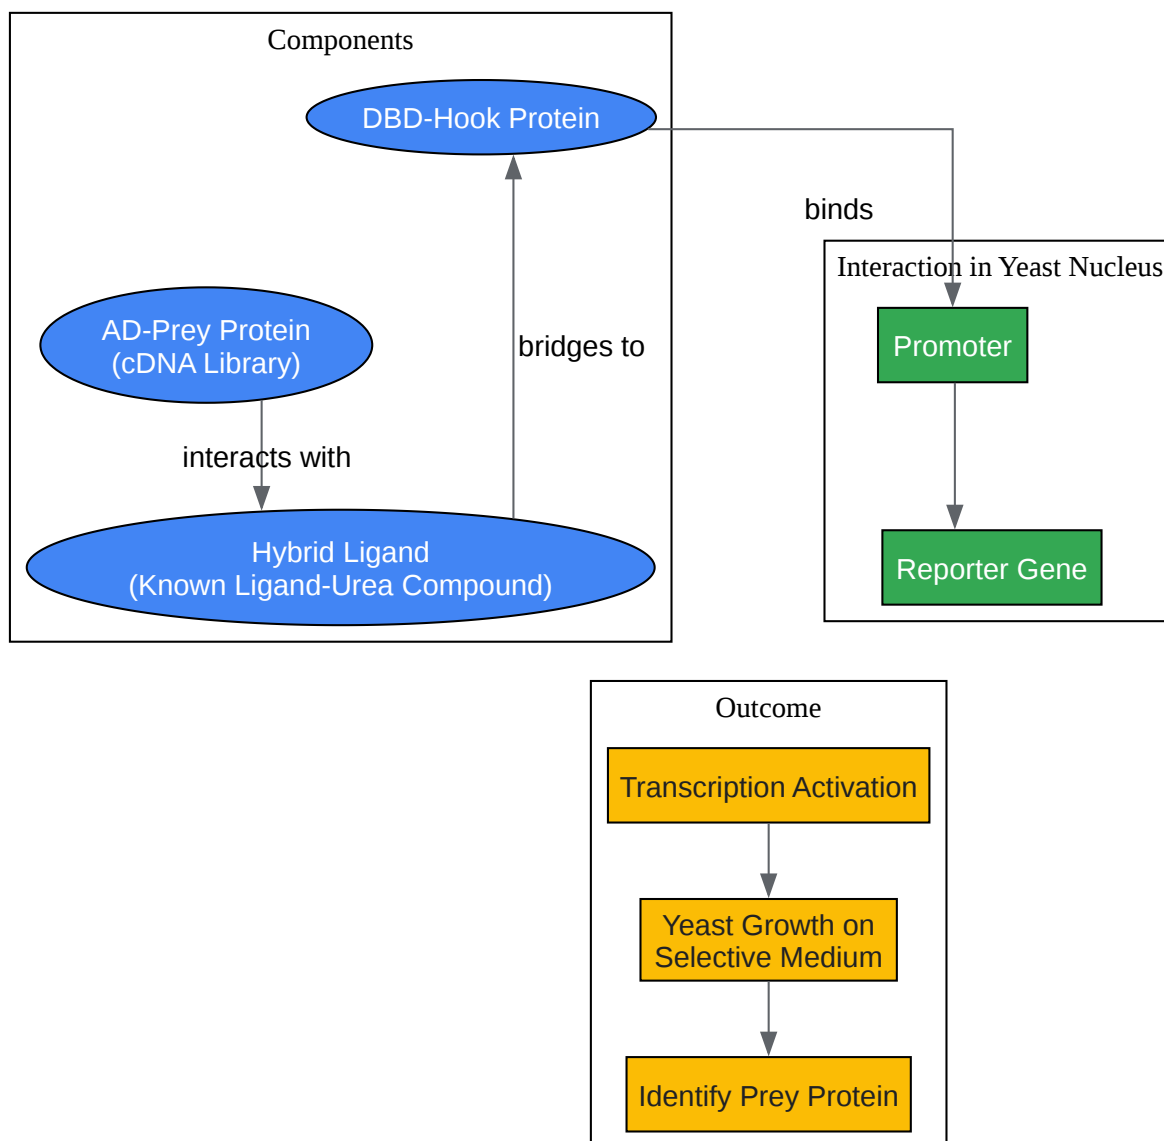 Components
DBD-Hook Protein
binds
Interaction in Yeast Nucleus
AD-Prey Protein
(cDNA Library)
bridges to
Promoter
interacts with
Hybrid Ligand
(Known Ligand-Urea Compound)
Reporter Gene
Outcome
Transcription Activation
Yeast Growth on
Selective Medium
Identify Prey Protein